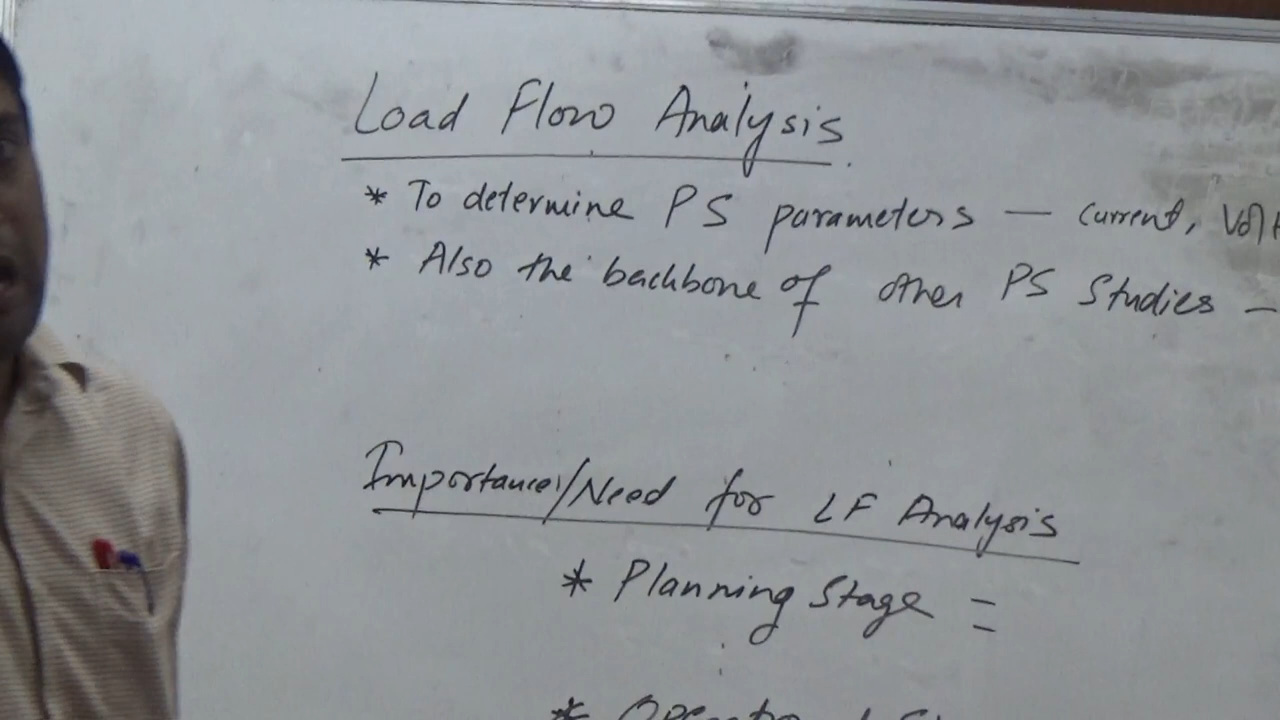 Load Flow Analysis.
* To determine PS parameters — Current, Volt
* Also the backbone of other PS Studies —
Importance/Need for LF Analysis
* Planning Stage =
*